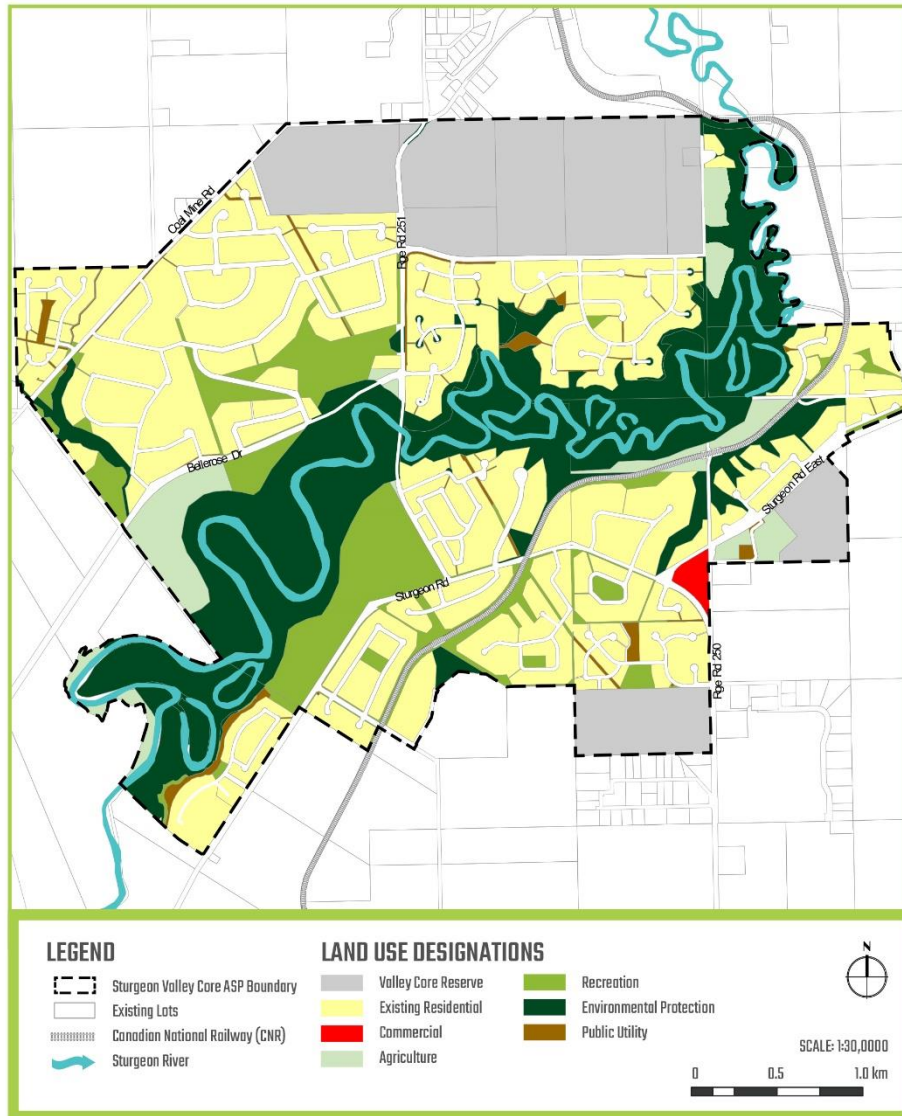 Coal Mine Rd
Rge Rd 251
Bellerose Dr
Sturgeon Rd East
Sturgeon Rd
Rge Rd 250
LEGEND
Sturgeon Valley Core ASP Boundary
Existing Lots
Canadian National Railway (CNR)
Sturgeon River
LAND USE DESIGNATIONS
Valley Core Reserve
Existing Residential
Commercial
Agriculture
Recreation
Environmental Protection
Public Utility
N
SCALE: 1:30,0000
0 0.5 1.0 km